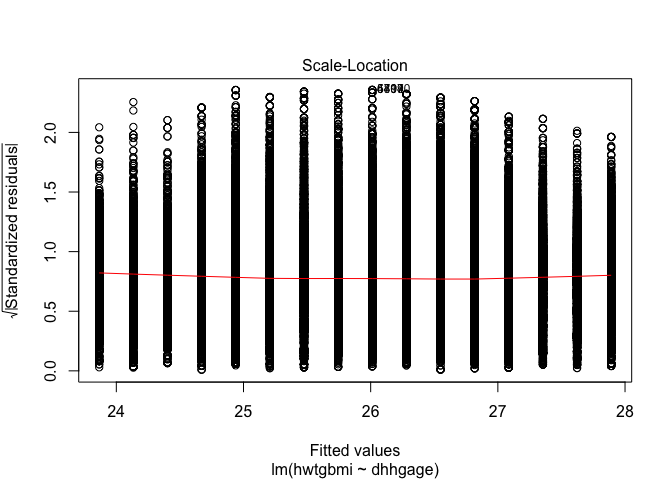 Scale-Location
√|Standardized residuals|
2.0
1.5
1.0
0.5
0.0
24 25 26 27 28
Fitted values
lm(hwtgbmi ~ dhhgage)